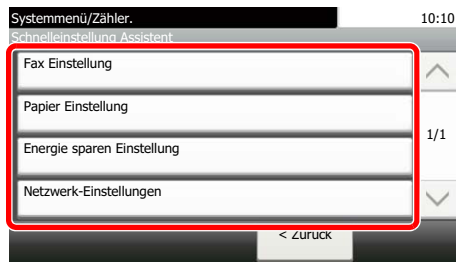 Systemmenü/Zähler.
10:10
Schnelleinstellung Assistent
Fax Einstellung
Papier Einstellung
1/1
Energie sparen Einstellung
Netzwerk-Einstellungen
< Zurück